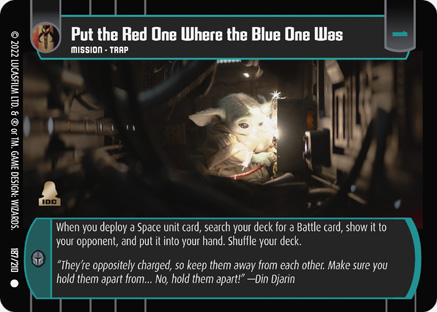 Put the Red One Where the Blue One Was
MISSION - TRAP
© 2022 LUCASFILM LTD. & ® or TM. GAME DESIGN: WIZARDS.
IDC
187/210
When you deploy a Space unit card, search your deck for a Battle card, show it to
your opponent, and put it into your hand. Shuffle your deck.
“They’re oppositely charged, so keep them away from each other. Make sure you
hold them apart from... No, hold them apart!” —Din Djarin